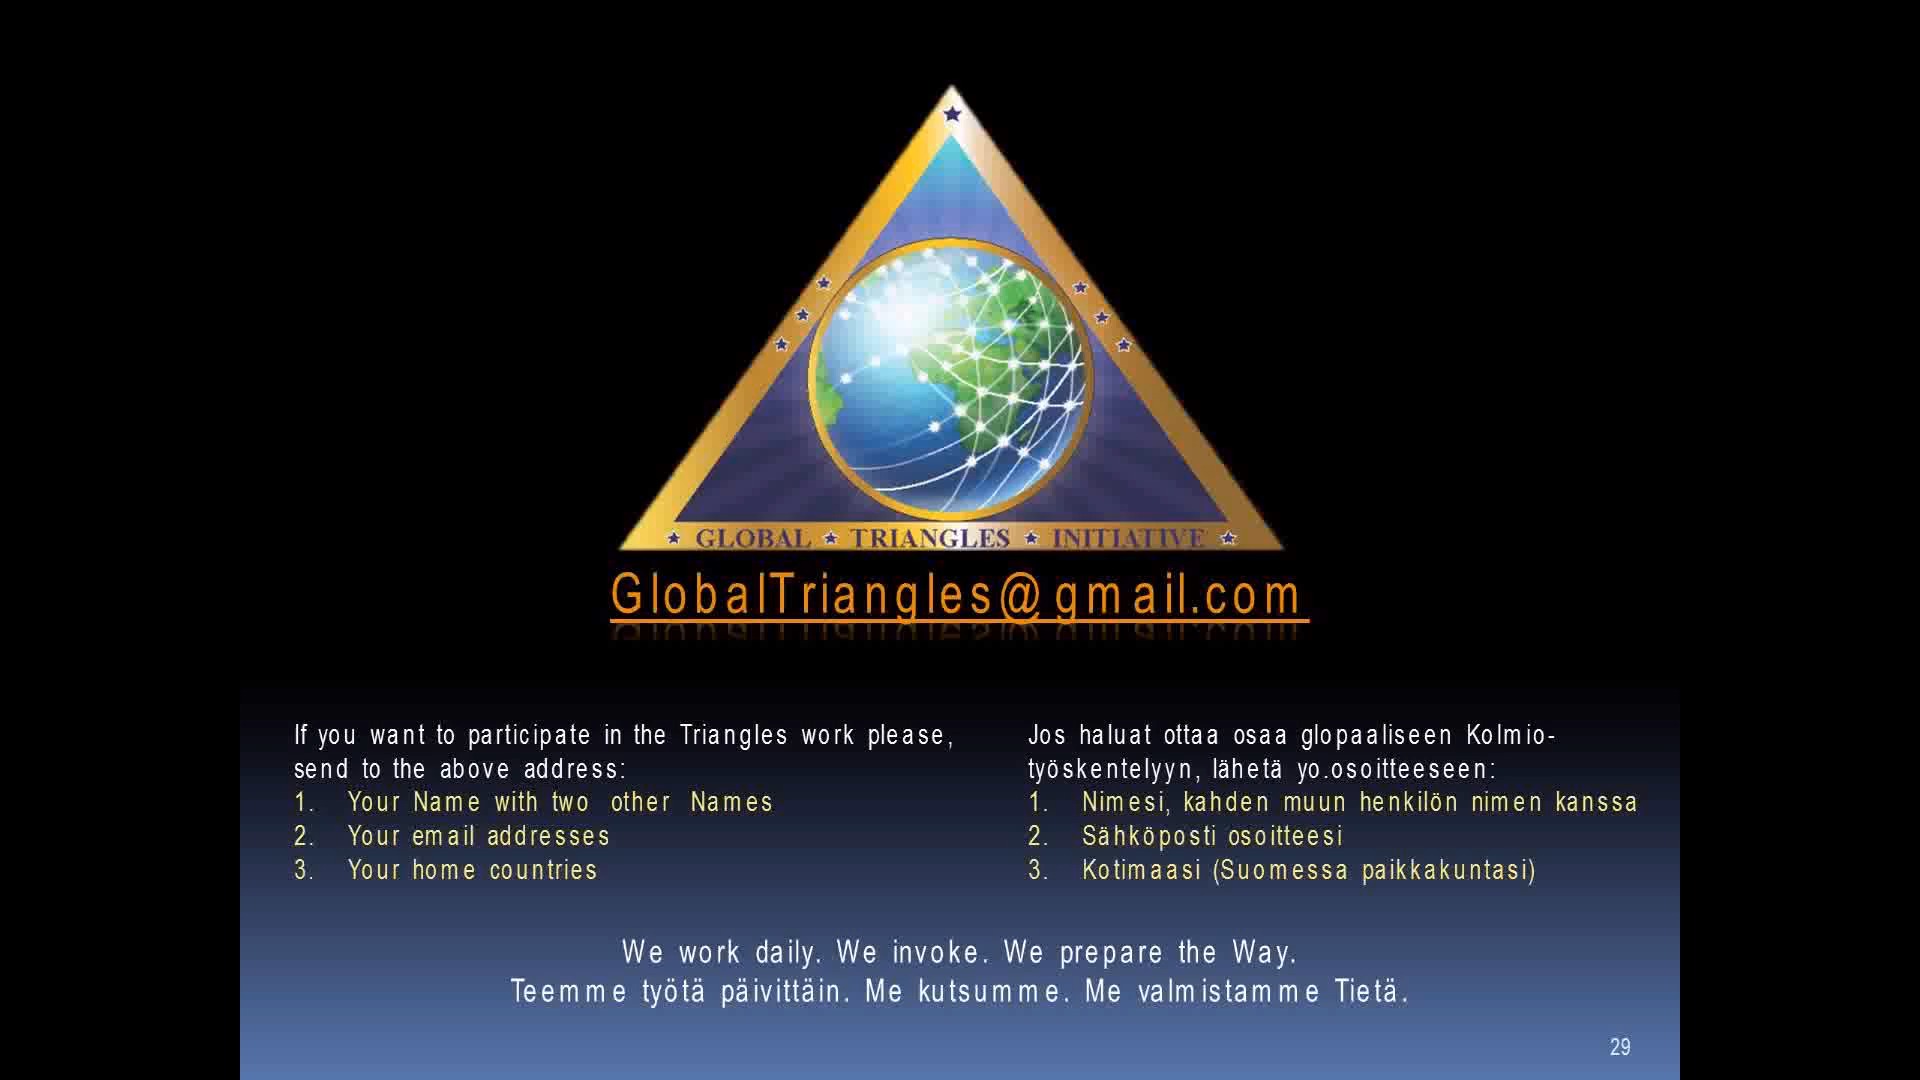 GLOBAL ★ TRIANGLES ★ INITIATIVE
GlobalTriangles@gmail.com
If you want to participate in the Triangles work please,
send to the above address:
1. Your Name with two other Names
2. Your email addresses
3. Your home countries
Jos haluat ottaa osaa glopaaliseen Kolmio-
työskentelyyn, lähetä yo.osoitteeseen:
1. Nimesi, kahden muun henkilön nimen kanssa
2. Sähköposti osoitteesi
3. Kotimaasi (Suomessa paikkakuntasi)
We work daily. We invoke. We prepare the Way.
Teemme työtä päivittäin. Me kutsumme. Me valmistamme Tietä.
29